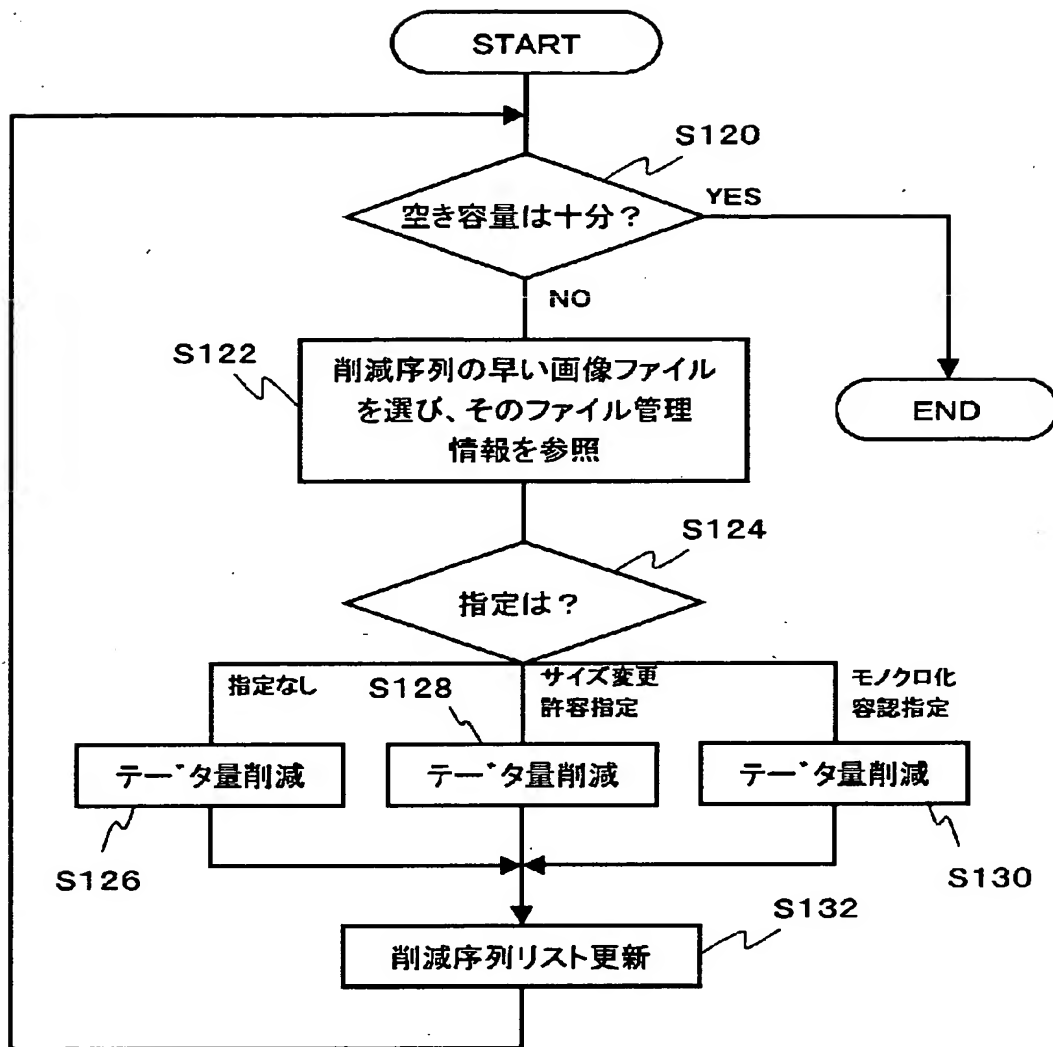 START
S120
空き容量は十分?
YES
NO
S122
削減序列の早い画像ファイル
を選び、そのファイル管理
情報を参照
END
S124
指定は?
指定なし
S128
サイズ変更
許容指定
モノクロ化
容認指定
データ量削減
データ量削減
データ量削減
S126
S130
S132
削減序列リスト更新